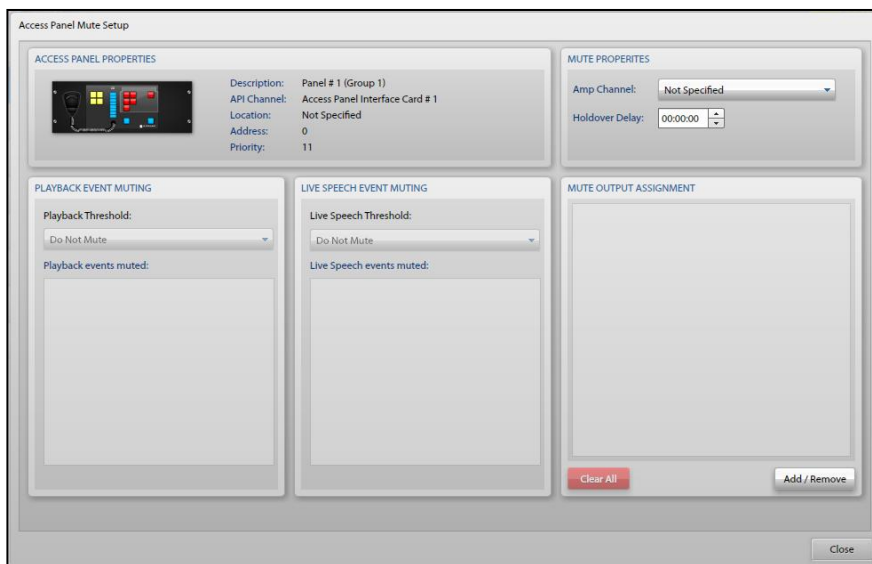 Access Panel Mute Setup
ACCESS PANEL PROPERTIES
Description: Panel # 1 (Group 1)
API Channel: Access Panel Interface Card # 1
Location: Not Specified
Address: 0
Priority: 11
MUTE PROPERITES
Amp Channel: Not Specified
Holdover Delay: 00:00:00
PLAYBACK EVENT MUTING
Playback Threshold:
Do Not Mute
Playback events muted:
LIVE SPEECH EVENT MUTING
Live Speech Threshold:
Do Not Mute
Live Speech events muted:
MUTE OUTPUT ASSIGNMENT
Clear All
Add / Remove
Close